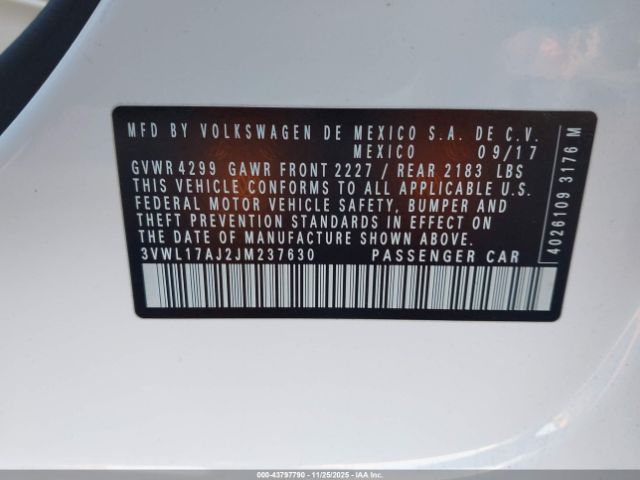 MFD BY VOLKSWAGEN DE MEXICO S.A. DE C.V.
MEXICO 09/17
GVWR 4299 GAWR FRONT 2227 / REAR 2183 LBS
THIS VEHICLE CONFORMS TO ALL APPLICABLE U.S.
FEDERAL MOTOR VEHICLE SAFETY, BUMPER AND
THEFT PREVENTION STANDARDS IN EFFECT ON
THE DATE OF MANUFACTURE SHOWN ABOVE.
3VWL17AJ2JM237630 PASSENGER CAR
4026109 3176 M
000-43797790 - 11/25/2025 - IAA Inc.